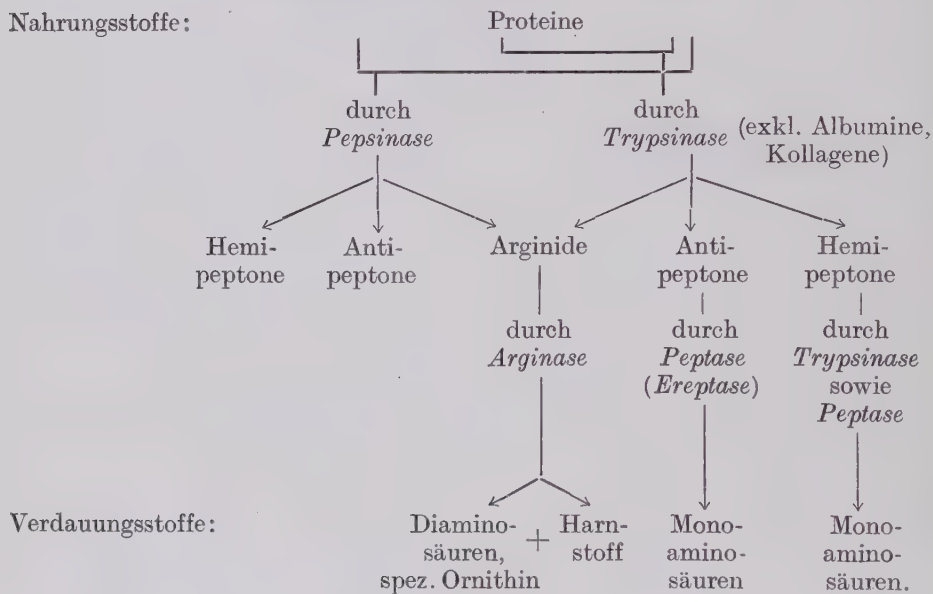 Nahrungsstoffe: Proteine
durch durch
Pepsinase Trypsinase (exkl. Albumine,
Kollagene)
Hemi- Anti- Arginide Anti- Hemi-
peptone peptone peptone peptone
durch durch durch
Arginase Peptase Trypsinase
(Ereptase) sowie
Peptase
Verdauungsstoffe: Diamino- + Harn- Mono- Mono-
säuren, stoff amino- amino-
spez. Ornithin säuren säuren.